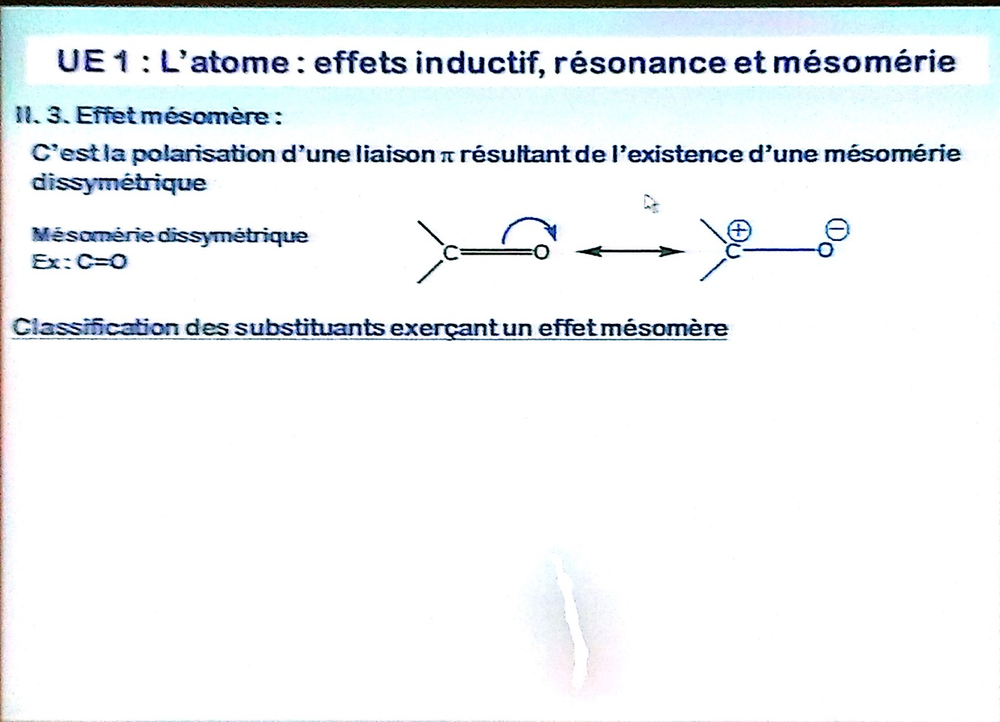 UE 1 : L'atome : effets inductif, résonance et mésomérie
II. 3. Effet mésomère :
C'est la polarisation d'une liaison π résultant de l'existence d'une mésomérie
dissymétrique
Mésomérie dissymétrique
Ex : C=O
C O C O
⊕ ⊖
Classification des substituants exerçant un effet mésomère